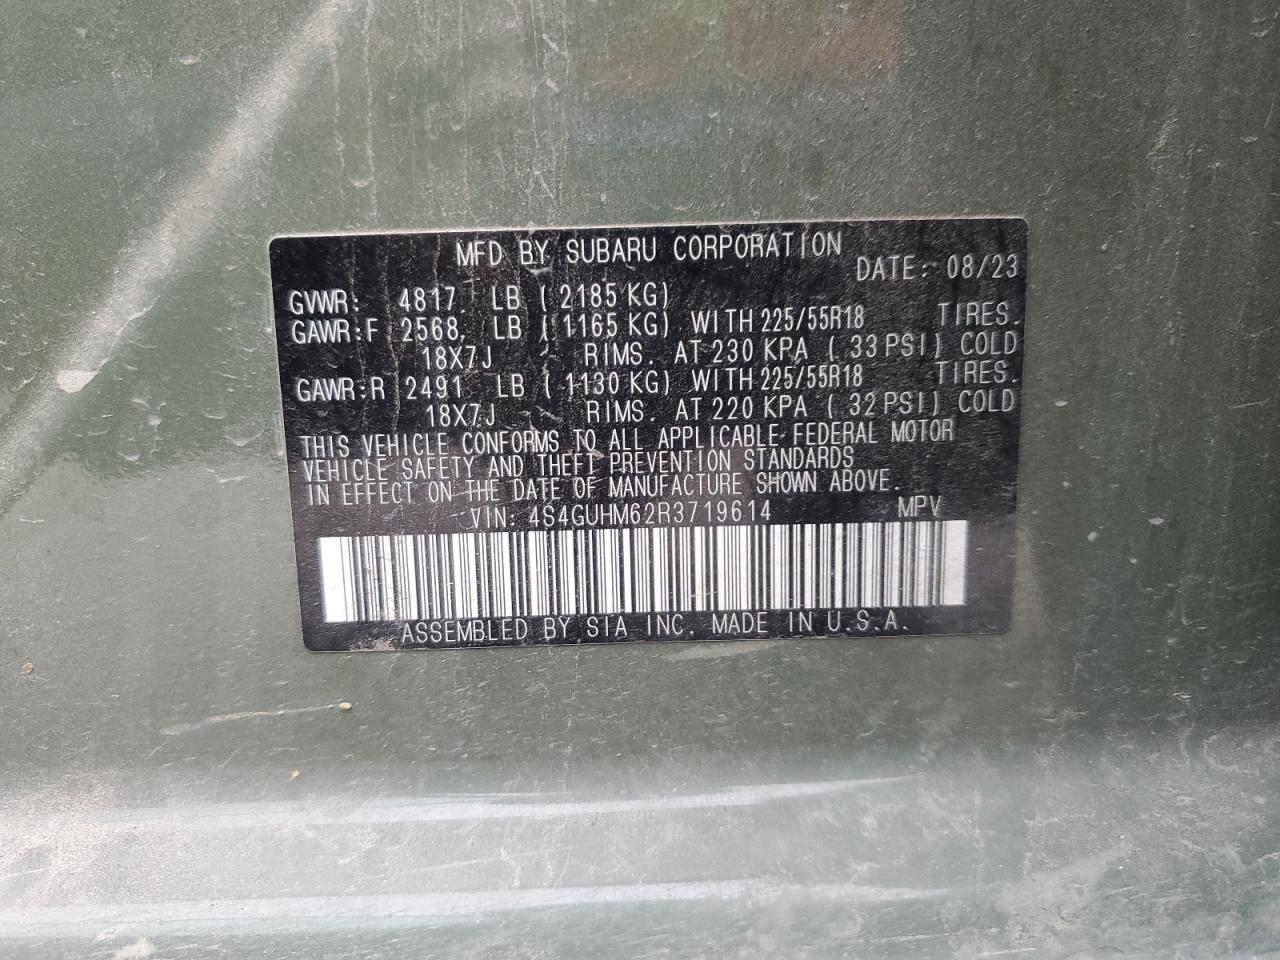 MFD BY SUBARU CORPORATION
DATE: 08/23
GVWR: 4817 LB ( 2185 KG)
GAWR:F 2568 LB ( 1165 KG) WITH 225/55R18 TIRES.
18X7J RIMS. AT 230 KPA ( 33 PSI) COLD
GAWR:R 2491 LB ( 1130 KG) WITH 225/55R18 TIRES.
18X7J RIMS. AT 220 KPA ( 32 PSI) COLD
THIS VEHICLE CONFORMS TO ALL APPLICABLE FEDERAL MOTOR
VEHICLE SAFETY AND THEFT PREVENTION STANDARDS
IN EFFECT ON THE DATE OF MANUFACTURE SHOWN ABOVE.
VIN: 4S4GUHM62R3719614 MPV
ASSEMBLED BY SIA INC. MADE IN U.S.A.